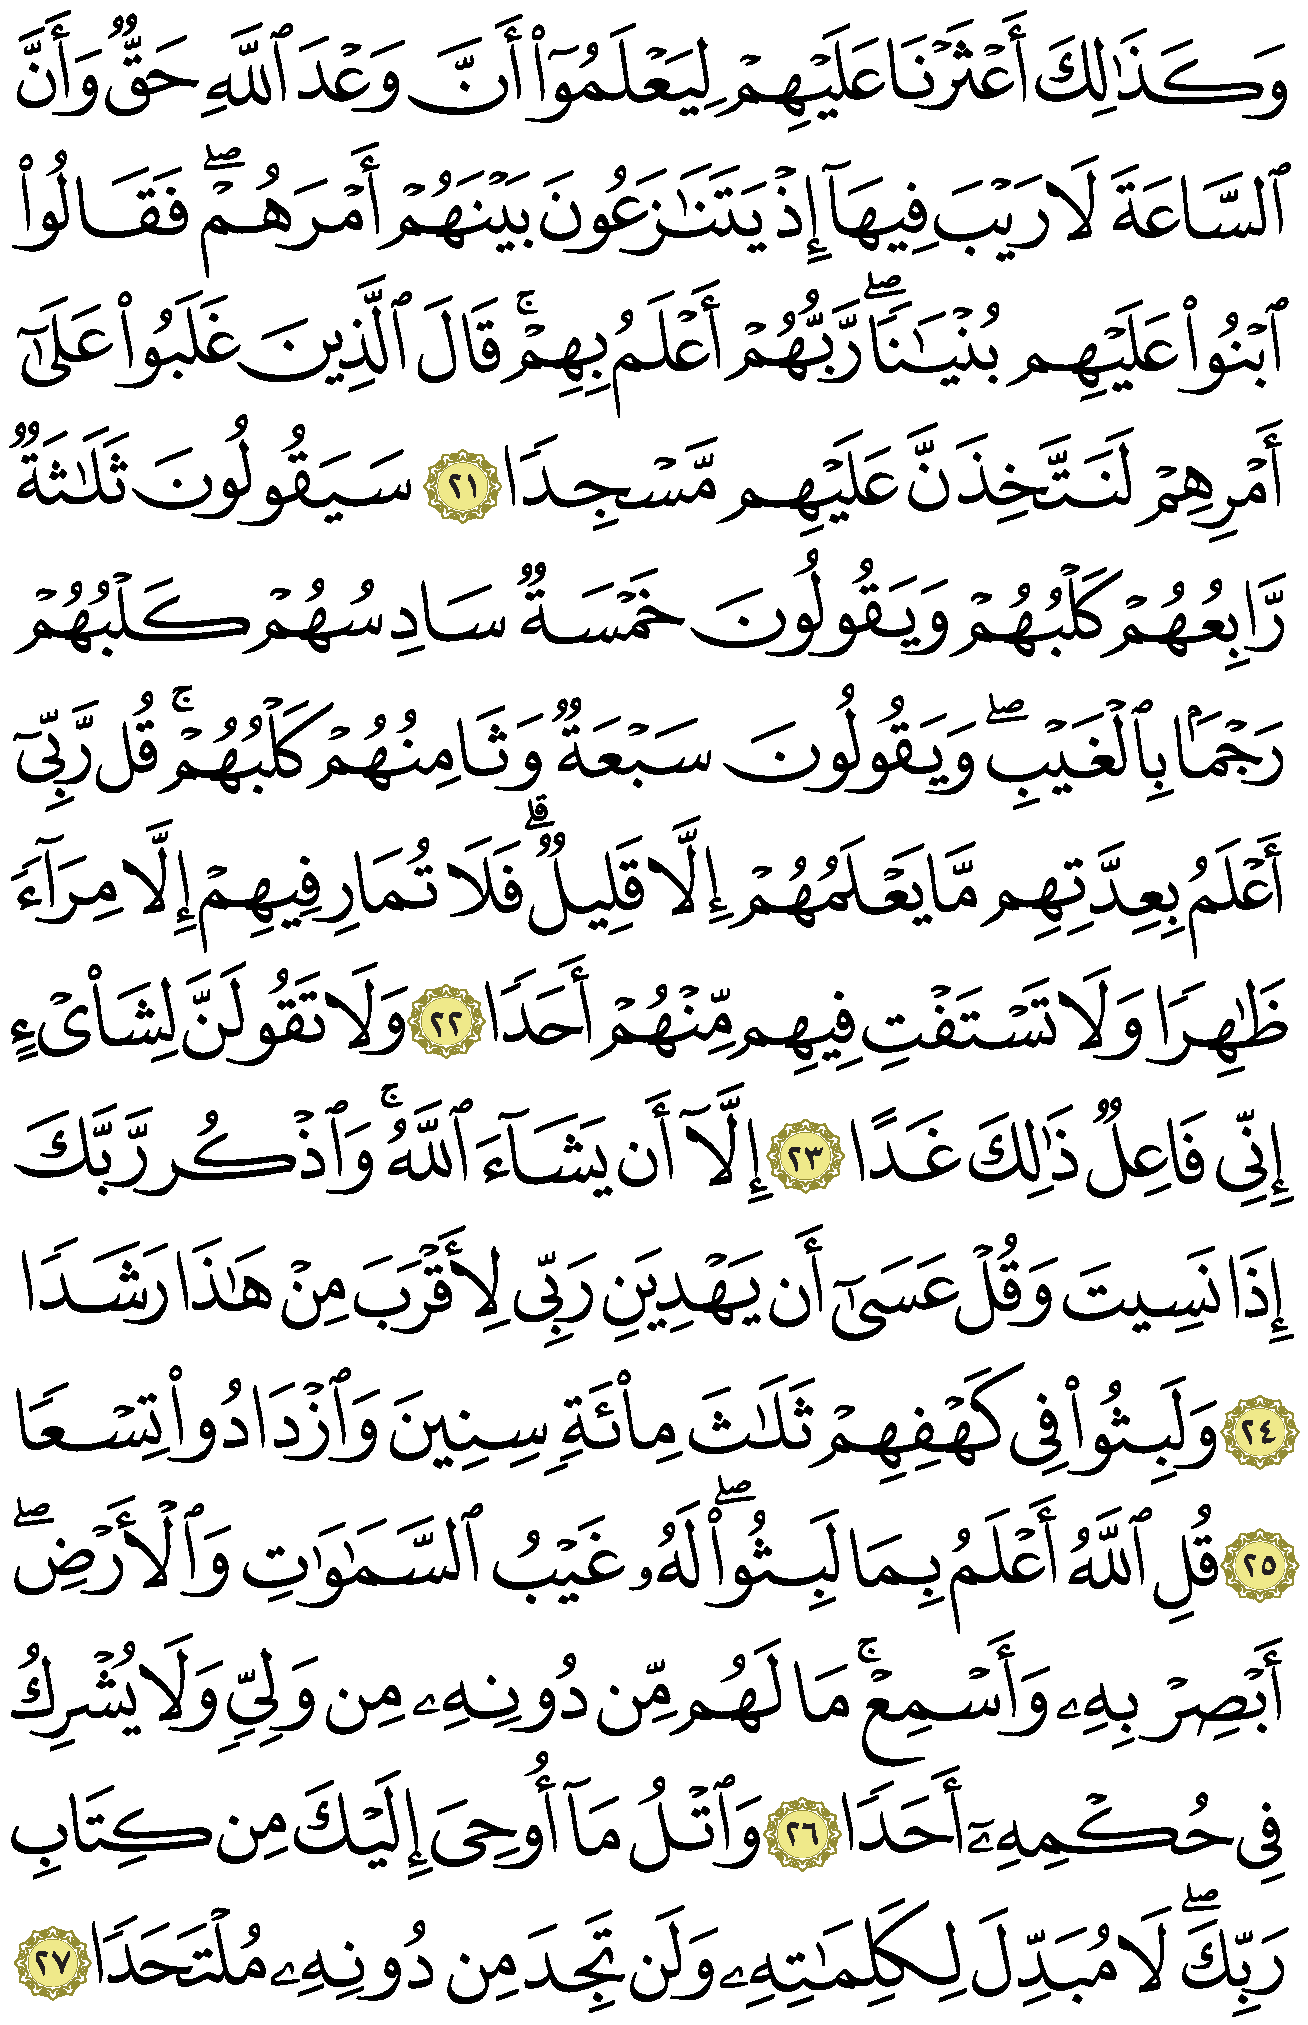 وَكَذَٰلِكَ أَعْثَرْنَا عَلَيْهِمْ لِيَعْلَمُوٓا۟ أَنَّ وَعْدَ ٱللَّهِ حَقٌّ وَأَنَّ
ٱلسَّاعَةَ لَا رَيْبَ فِيهَآ إِذْ يَتَنَـٰزَعُونَ بَيْنَهُمْ أَمْرَهُمْ ۖ فَقَالُوا۟
ٱبْنُوا۟ عَلَيْهِم بُنْيَـٰنًا ۖ رَّبُّهُمْ أَعْلَمُ بِهِمْ ۚ قَالَ ٱلَّذِينَ غَلَبُوا۟ عَلَىٰٓ
أَمْرِهِمْ لَنَتَّخِذَنَّ عَلَيْهِم مَّسْجِدًا ٢١ سَيَقُولُونَ ثَلَـٰثَةٌ
رَّابِعُهُمْ كَلْبُهُمْ وَيَقُولُونَ خَمْسَةٌ سَادِسُهُمْ كَلْبُهُمْ
رَجْمًۢا بِٱلْغَيْبِ ۖ وَيَقُولُونَ سَبْعَةٌ وَثَامِنُهُمْ كَلْبُهُمْ ۚ قُل رَّبِّىٓ
أَعْلَمُ بِعِدَّتِهِم مَّا يَعْلَمُهُمْ إِلَّا قَلِيلٌ ۗ فَلَا تُمَارِ فِيهِمْ إِلَّا مِرَآءً
ظَـٰهِرًا وَلَا تَسْتَفْتِ فِيهِم مِّنْهُمْ أَحَدًا ٢٢ وَلَا تَقُولَنَّ لِشَا۟ىْءٍ
إِنِّى فَاعِلٌ ذَٰلِكَ غَدًا ٢٣ إِلَّآ أَن يَشَآءَ ٱللَّهُ ۚ وَٱذْكُر رَّبَّكَ
إِذَا نَسِيتَ وَقُلْ عَسَىٰٓ أَن يَهْدِيَنِ رَبِّى لِأَقْرَبَ مِنْ هَـٰذَا رَشَدًا
٢٤ وَلَبِثُوا۟ فِى كَهْفِهِمْ ثَلَـٰثَ مِا۟ئَةٍ سِنِينَ وَٱزْدَادُوا۟ تِسْعًا
٢٥ قُلِ ٱللَّهُ أَعْلَمُ بِمَا لَبِثُوا۟ ۖ لَهُۥ غَيْبُ ٱلسَّمَـٰوَٰتِ وَٱلْأَرْضِ ۖ
أَبْصِرْ بِهِۦ وَأَسْمِعْ ۚ مَا لَهُم مِّن دُونِهِۦ مِن وَلِىٍّ وَلَا يُشْرِكُ
فِى حُكْمِهِۦٓ أَحَدًا ٢٦ وَٱتْلُ مَآ أُوحِىَ إِلَيْكَ مِن كِتَابِ
رَبِّكَ ۖ لَا مُبَدِّلَ لِكَلِمَـٰتِهِۦ وَلَن تَجِدَ مِن دُونِهِۦ مُلْتَحَدًا ٢٧